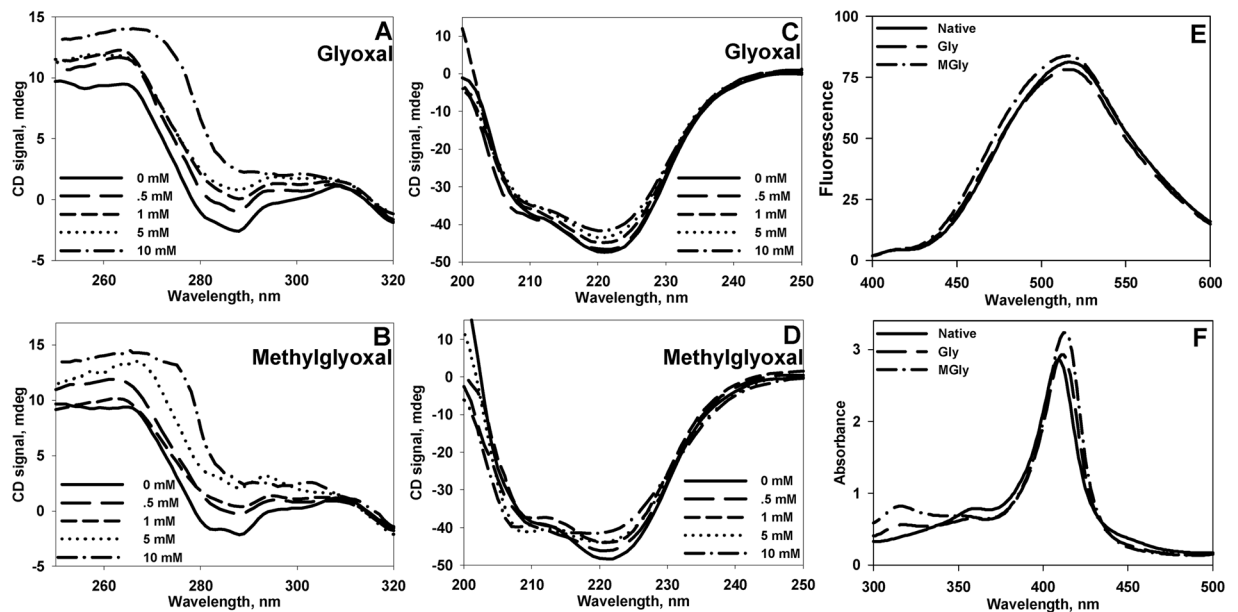 A
Glyoxal
CD signal, mdeg
15
10
5
0
-5
0 mM
.5 mM
1 mM
5 mM
10 mM
260 280 300 320
Wavelength, nm
B
Methylglyoxal
CD signal, mdeg
15
10
5
0
-5
0 mM
.5 mM
1 mM
5 mM
10 mM
260 280 300 320
Wavelength, nm
C
Glyoxal
CD signal, mdeg
10
0
-10
-20
-30
-40
-50
0 mM
.5 mM
1 mM
5 mM
10 mM
200 210 220 230 240 250
Wavelength, nm
D
Methylglyoxal
CD signal, mdeg
10
0
-10
-20
-30
-40
-50
0 mM
.5 mM
1 mM
5 mM
10 mM
200 210 220 230 240 250
Wavelength, nm
E
Native
Gly
MGly
Fluorescence
100
75
50
25
0
400 450 500 550 600
Wavelength, nm
F
Native
Gly
MGly
Absorbance
3
2
1
0
300 350 400 450 500
Wavelength, nm